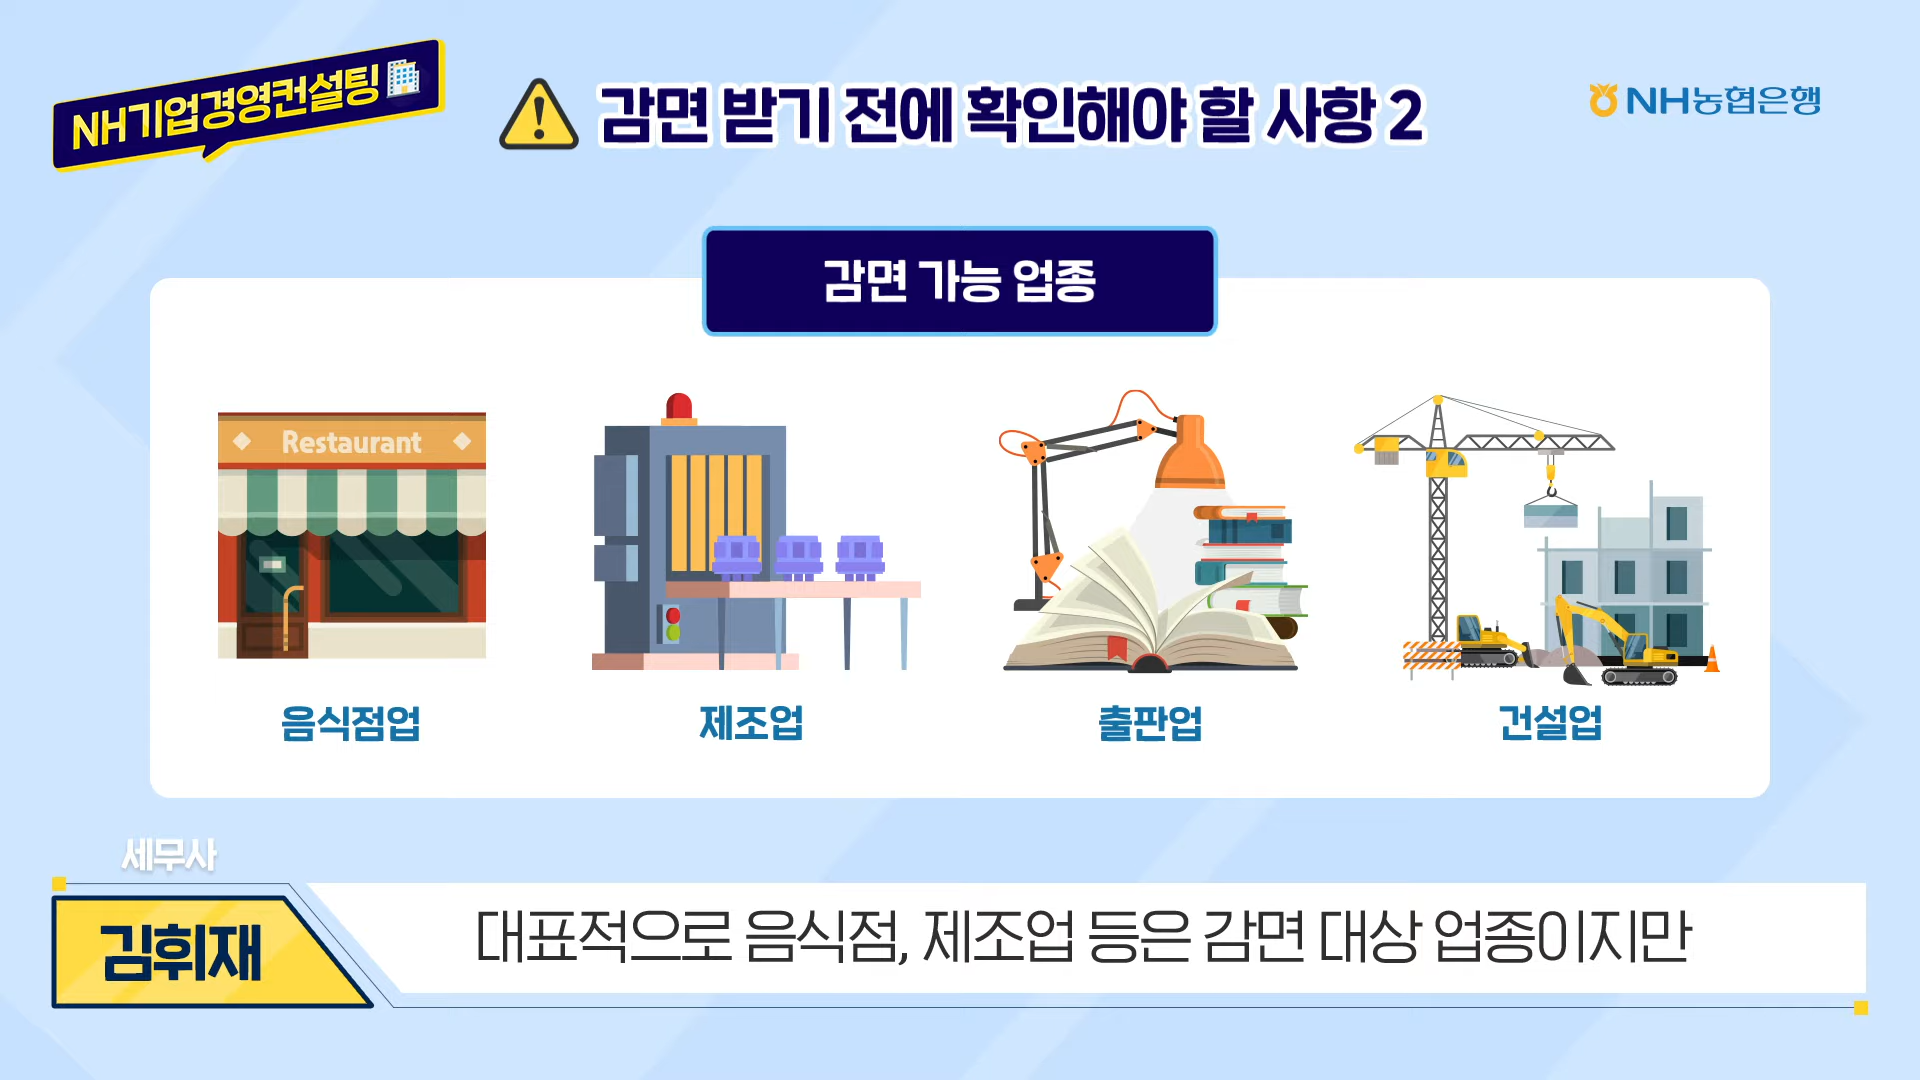 NH기업경영컨설팅
감면 받기 전에 확인해야 할 사항 2
NH농협은행
감면 가능 업종
Restaurant
음식점업
제조업
출판업
건설업
세무사
김휘재
대표적으로 음식점, 제조업 등은 감면 대상 업종이지만